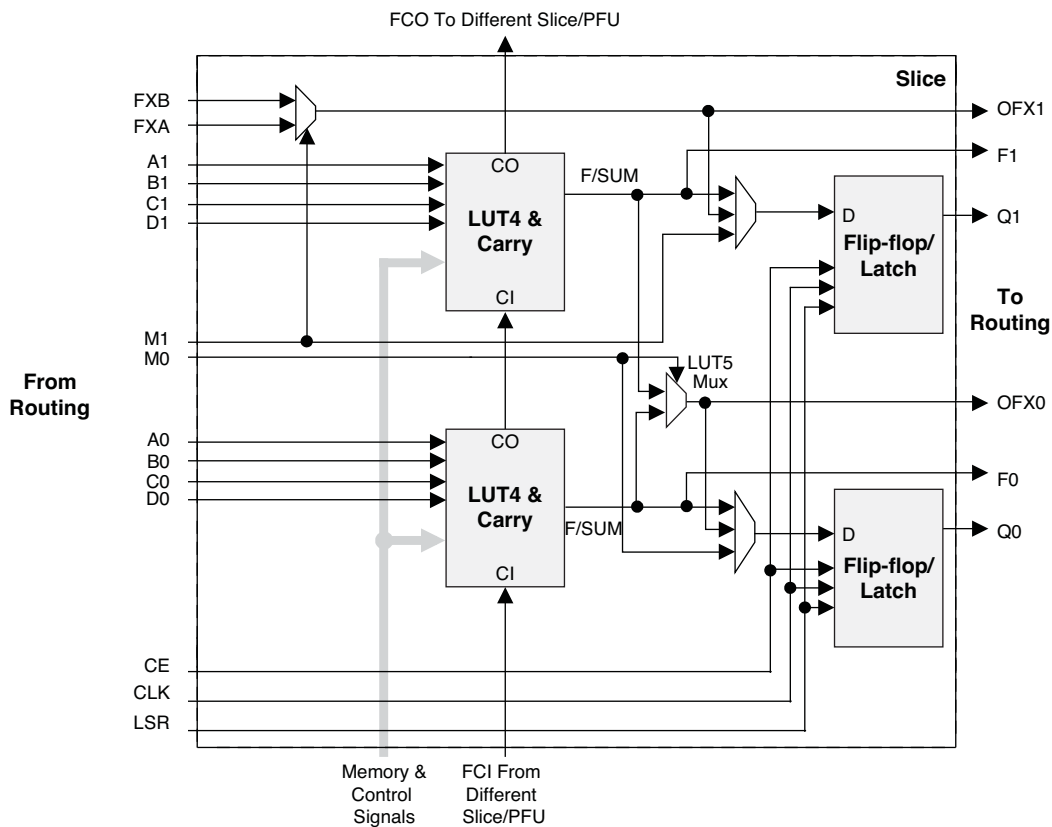 FCO To Different Slice/PFU
Slice
FXB
FXA
OFX1
F1
A1
B1
C1
D1
CO
LUT4 &
Carry
CI
F/SUM
D
Flip-flop/
Latch
Q1
To
Routing
M1
M0
From
Routing
LUT5
Mux
OFX0
A0
B0
C0
D0
CO
LUT4 &
Carry
CI
F/SUM
F0
D
Flip-flop/
Latch
Q0
CE
CLK
LSR
Memory &
Control
Signals
FCI From
Different
Slice/PFU